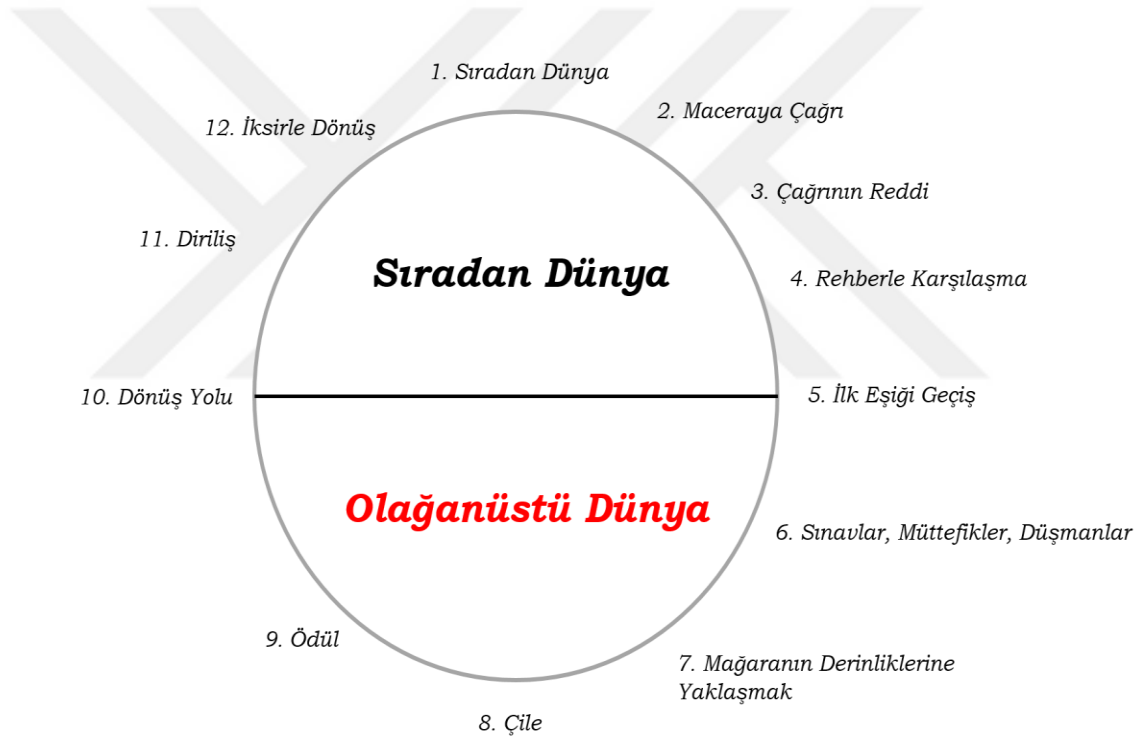 1. Sıradan Dünya
2. Maceraya Çağrı
3. Çağrının Reddi
4. Rehberle Karşılaşma
5. İlk Eşiği Geçiş
6. Sınavlar, Müttefikler, Düşmanlar
7. Mağaranın Derinliklerine
Yaklaşmak
8. Çile
9. Ödül
10. Dönüş Yolu
11. Diriliş
12. İksirle Dönüş
Sıradan Dünya
Olağanüstü Dünya